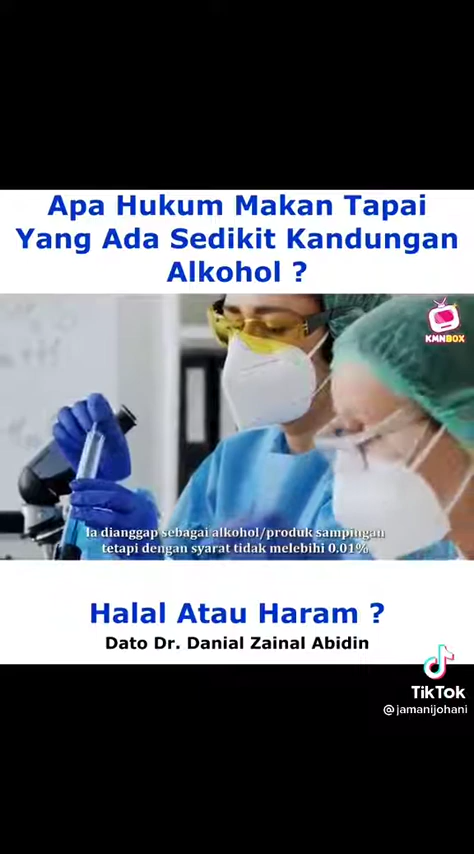 Apa Hukum Makan Tapai
Yang Ada Sedikit Kandungan
Alkohol ?
KMNBOX
Ia dianggap sebagai alkohol/produk sampingan
tetapi dengan syarat tidak melebihi 0.01%
Halal Atau Haram ?
Dato Dr. Danial Zainal Abidin
TikTok
@jamanijohani